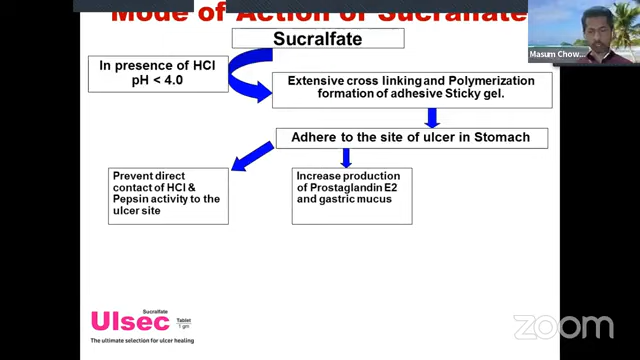 Mode of Action of Sucralfate
Sucralfate
In presence of HCl
pH < 4.0
Extensive cross linking and Polymerization
formation of adhesive Sticky gel.
Adhere to the site of ulcer in Stomach
Prevent direct
contact of HCl &
Pepsin activity to the
ulcer site
Increase production
of Prostaglandin E2
and gastric mucus
Sucralfate
Ulsec Tablet
1 gm
The ultimate selection for ulcer healing
Masum Chow...
zoom